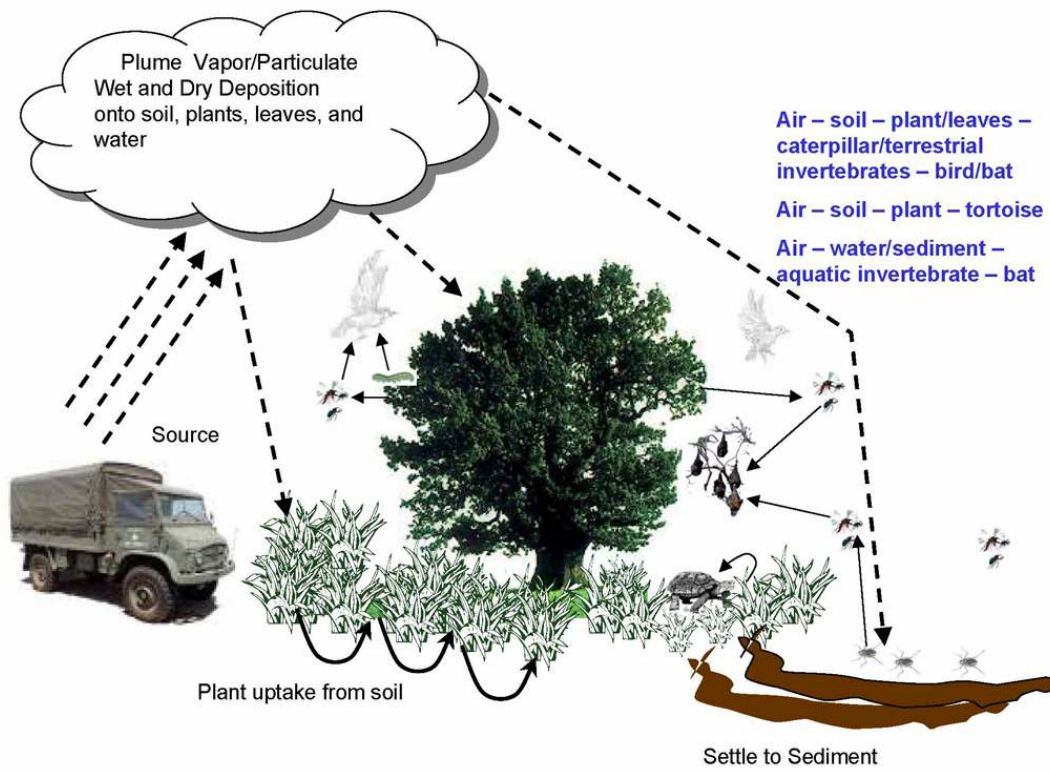 Plume Vapor/Particulate
Wet and Dry Deposition
onto soil, plants, leaves, and
water
Air – soil – plant/leaves –
caterpillar/terrestrial
invertebrates – bird/bat
Air – soil – plant – tortoise
Air – water/sediment –
aquatic invertebrate – bat
Source
Plant uptake from soil
Settle to Sediment